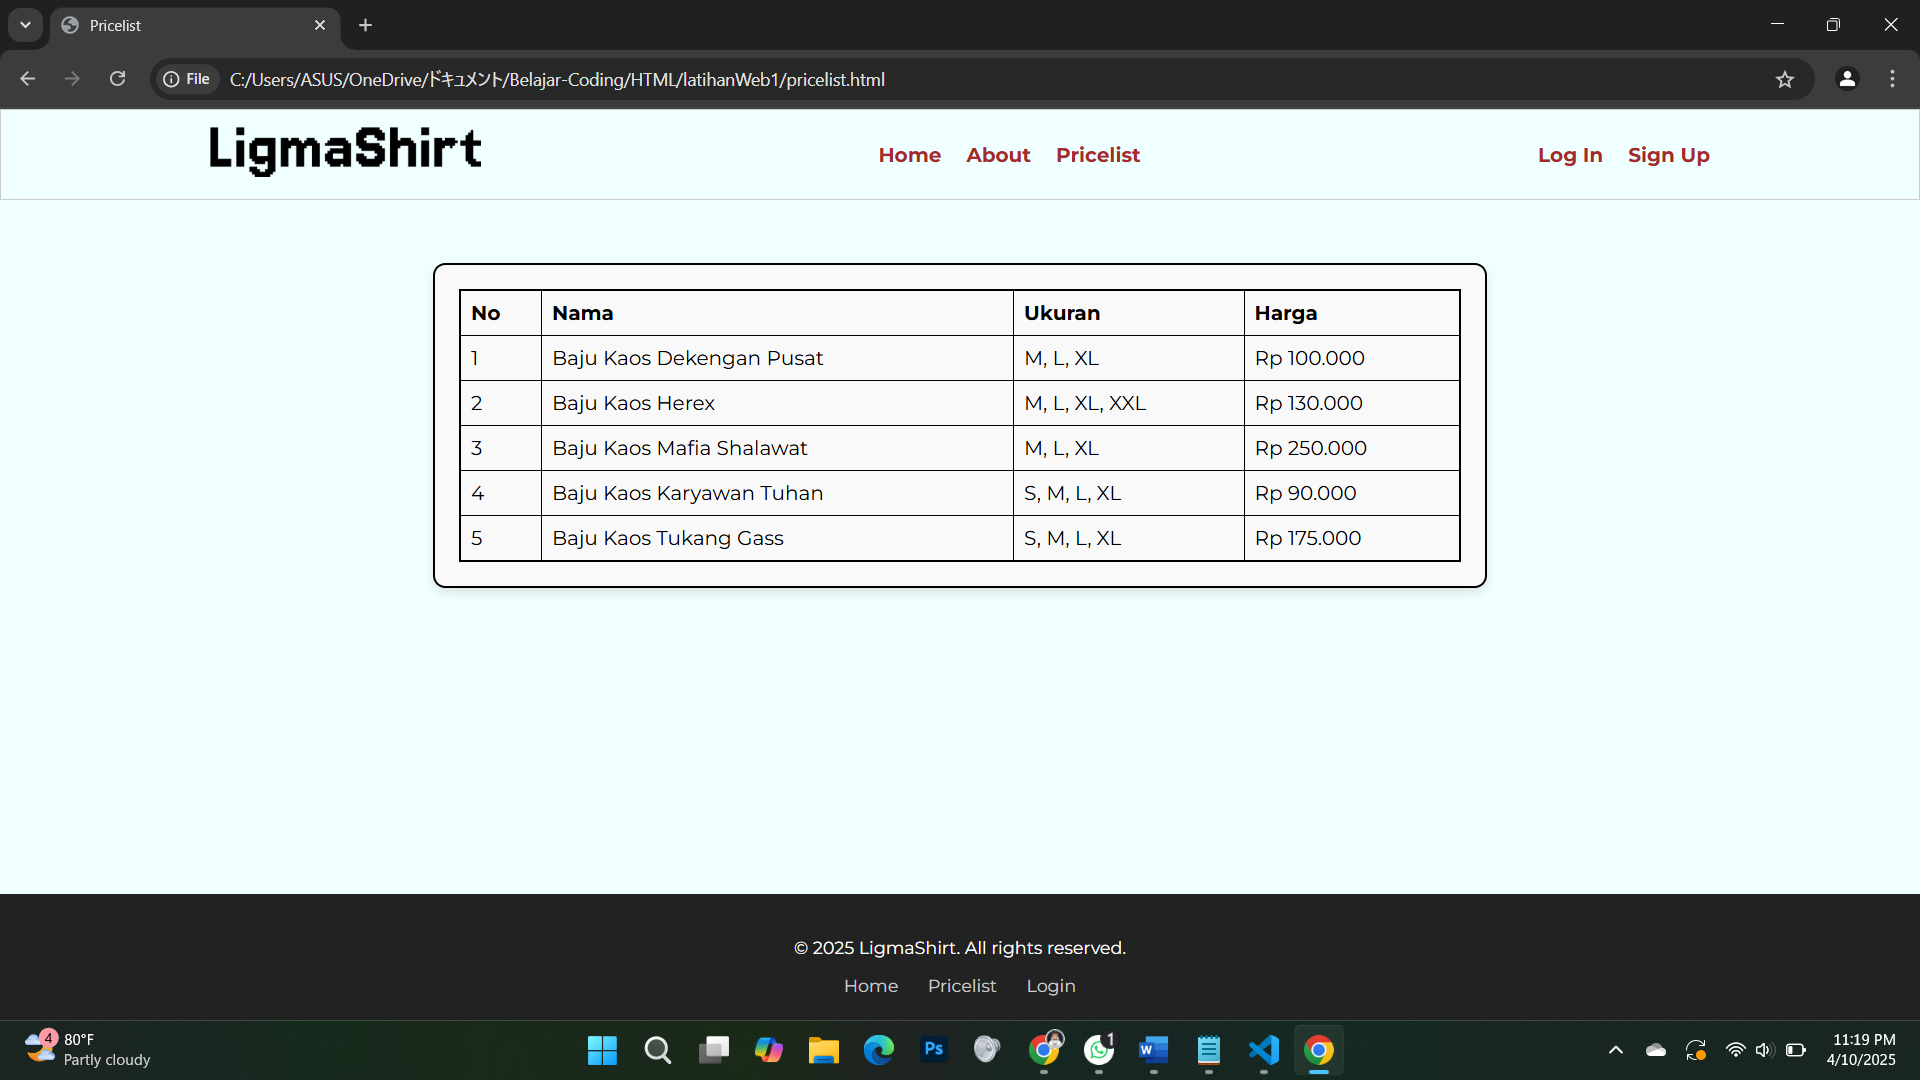 Pricelist
File C:/Users/ASUS/OneDrive/ドキュメント/Belajar-Coding/HTML/latihanWeb1/pricelist.html
LigmaShirt Home About Pricelist Log In Sign Up
No Nama Ukuran Harga
1 Baju Kaos Dekengan Pusat M, L, XL Rp 100.000
2 Baju Kaos Herex M, L, XL, XXL Rp 130.000
3 Baju Kaos Mafia Shalawat M, L, XL Rp 250.000
4 Baju Kaos Karyawan Tuhan S, M, L, XL Rp 90.000
5 Baju Kaos Tukang Gass S, M, L, XL Rp 175.000
© 2025 LigmaShirt. All rights reserved.
Home Pricelist Login
4 80°F
Partly cloudy
Ps
1
W
11:19 PM
4/10/2025